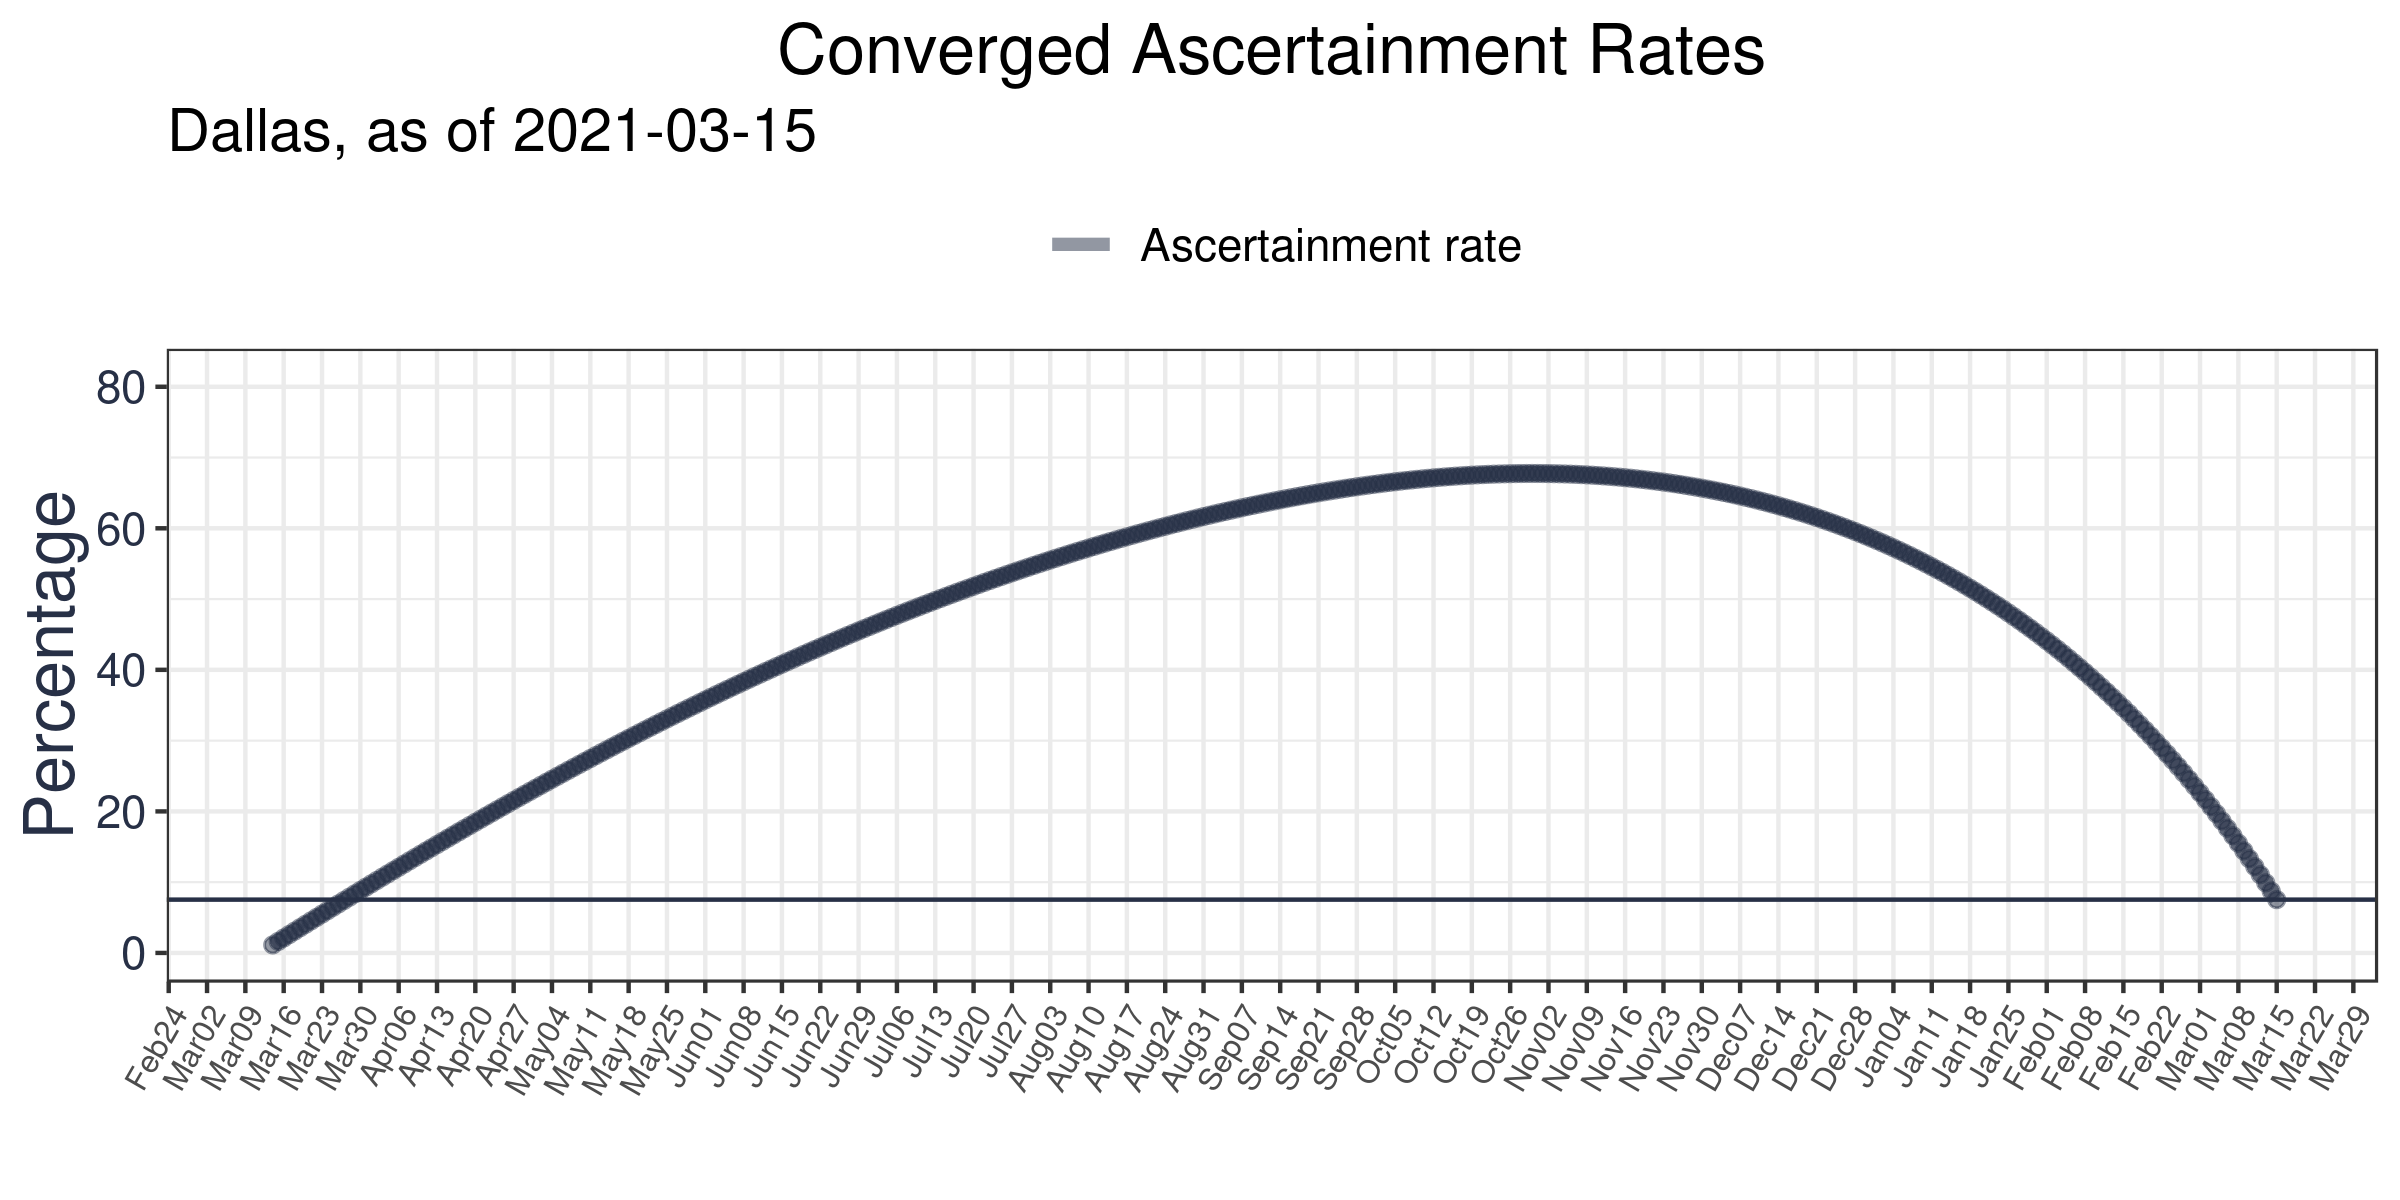 Converged Ascertainment Rates
Dallas, as of 2021-03-15
Ascertainment rate
Percentage
80
60
40
20
0
Feb24
Mar02
Mar09
Mar16
Mar23
Mar30
Apr06
Apr13
Apr20
Apr27
May04
May11
May18
May25
Jun01
Jun08
Jun15
Jun22
Jun29
Jul06
Jul13
Jul20
Jul27
Aug03
Aug10
Aug17
Aug24
Aug31
Sep07
Sep14
Sep21
Sep28
Oct05
Oct12
Oct19
Oct26
Nov02
Nov09
Nov16
Nov23
Nov30
Dec07
Dec14
Dec21
Dec28
Jan04
Jan11
Jan18
Jan25
Feb01
Feb08
Feb15
Feb22
Mar01
Mar08
Mar15
Mar22
Mar29